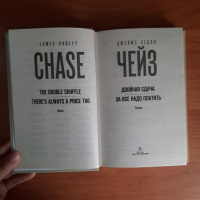 JAMES HADLEY
CHASE
THE DOUBLE SHUFFLE
THERE'S ALWAYS A PRICE TAG
ДЖЕЙМС ХЕДЛИ
ЧЕЙЗ
ДВОЙНАЯ СДАЧА
ЗА ВСЕ НАДО ПЛАТИТЬ